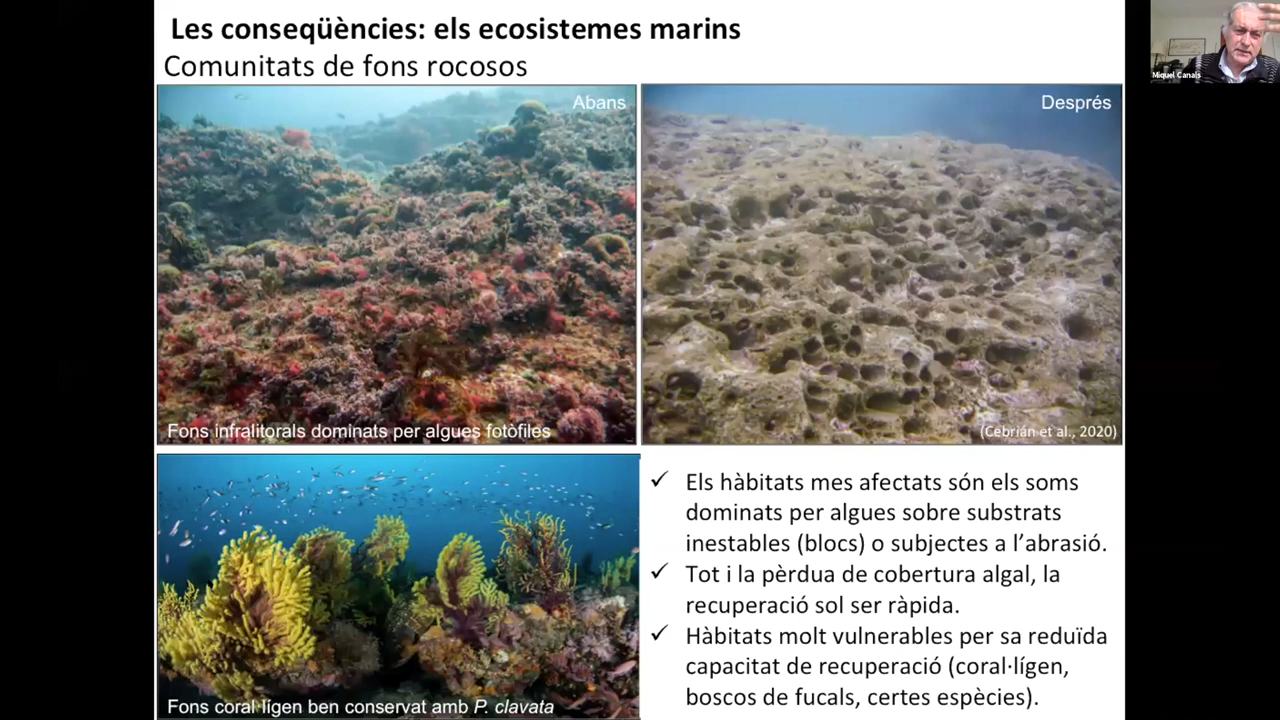 Les conseqüències: els ecosistemes marins
Comunitats de fons rocosos
Miquel Canals
Abans
Després
Fons infralitorals dominats per algues fotòfiles
(Cebrián et al., 2020)
Fons coral·lígen ben conservat amb P. clavata
✓ Els hàbitats mes afectats són els soms
dominats per algues sobre substrats
inestables (blocs) o subjectes a l'abrasió.
✓ Tot i la pèrdua de cobertura algal, la
recuperació sol ser ràpida.
✓ Hàbitats molt vulnerables per sa reduïda
capacitat de recuperació (coral·lígen,
boscos de fucals, certes espècies).